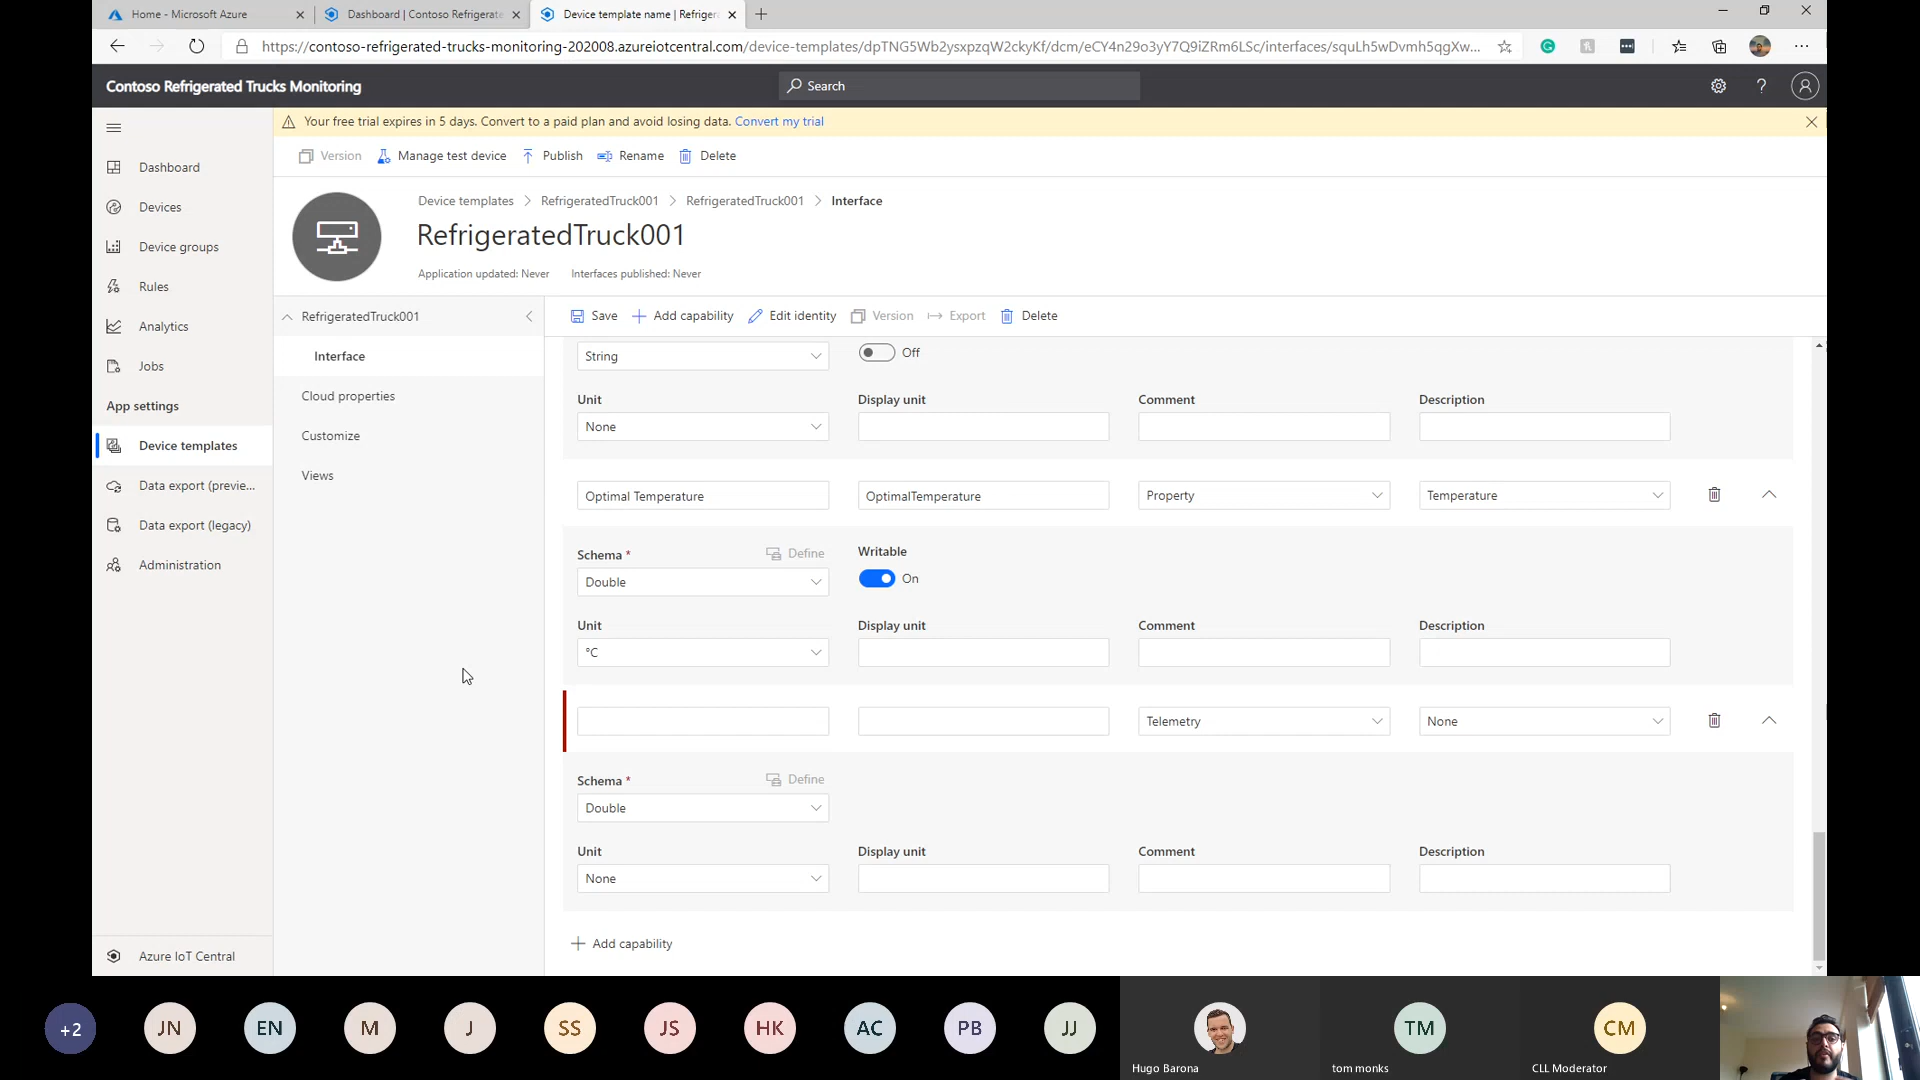 Home - Microsoft Azure
Dashboard | Contoso Refrigerate
Device template name | Refriger
https://contoso-refrigerated-trucks-monitoring-202008.azureiotcentral.com/device-templates/dpTNG5Wb2ysxpzqW2ckyKf/dcm/eCY4n29o3yY7Q9iZRm6LSc/interfaces/squLh5wDvmh5qgXw...
Contoso Refrigerated Trucks Monitoring
Search
?
Your free trial expires in 5 days. Convert to a paid plan and avoid losing data. Convert my trial
Version
Manage test device
Publish
Rename
Delete
Dashboard
Devices
Device groups
Rules
Analytics
Jobs
App settings
Device templates
Data export (previe...
Data export (legacy)
Administration
Azure IoT Central
Device templates > RefrigeratedTruck001 > RefrigeratedTruck001 > Interface
RefrigeratedTruck001
Application updated: Never
Interfaces published: Never
RefrigeratedTruck001
Interface
Cloud properties
Customize
Views
Save
Add capability
Edit identity
Version
Export
Delete
String
Off
Unit
Display unit
Comment
Description
None
Optimal Temperature
OptimalTemperature
Property
Temperature
Schema *
Define
Writable
Double
On
Unit
Display unit
Comment
Description
°C
Telemetry
None
Schema *
Define
Double
Unit
Display unit
Comment
Description
None
Add capability
+2
JN
EN
M
J
SS
JS
HK
AC
PB
JJ
Hugo Barona
TM
tom monks
CM
CLL Moderator